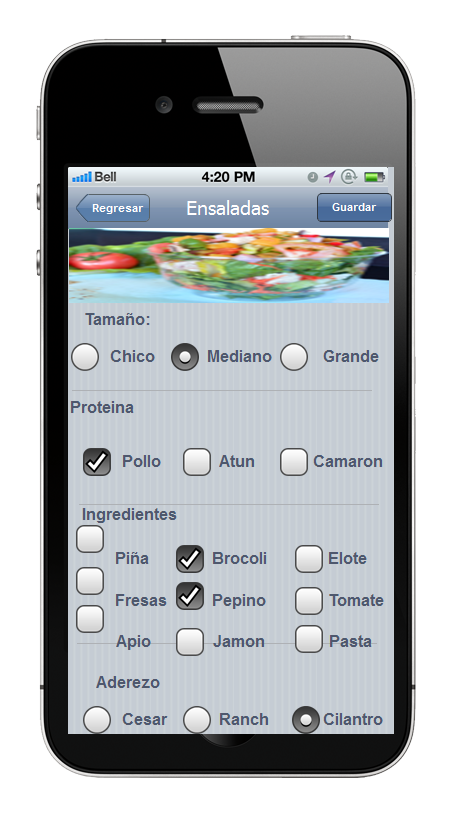 Bell 4:20 PM
Regresar Ensaladas Guardar
Tamaño:
Chico Mediano Grande
Proteina
Pollo Atun Camaron
Ingredientes
Piña Brocoli Elote
Fresas Pepino Tomate
Apio Jamon Pasta
Aderezo
Cesar Ranch Cilantro